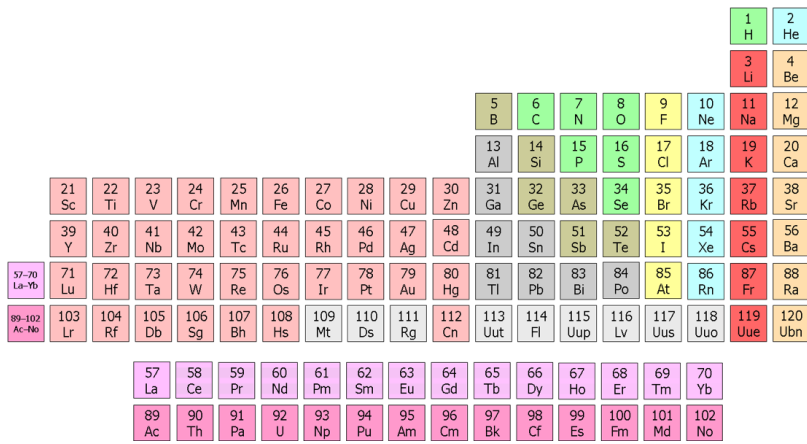 1 2
H He
3 4
Li Be
5 6 7 8 9 10 11 12
B C N O F Ne Na Mg
13 14 15 16 17 18 19 20
Al Si P S Cl Ar K Ca
21 22 23 24 25 26 27 28 29 30 31 32 33 34 35 36 37 38
Sc Ti V Cr Mn Fe Co Ni Cu Zn Ga Ge As Se Br Kr Rb Sr
39 40 41 42 43 44 45 46 47 48 49 50 51 52 53 54 55 56
Y Zr Nb Mo Tc Ru Rh Pd Ag Cd In Sn Sb Te I Xe Cs Ba
57–70 71 72 73 74 75 76 77 78 79 80 81 82 83 84 85 86 87 88
La–Yb Lu Hf Ta W Re Os Ir Pt Au Hg Tl Pb Bi Po At Rn Fr Ra
89–102 103 104 105 106 107 108 109 110 111 112 113 114 115 116 117 118 119 120
Ac–No Lr Rf Db Sg Bh Hs Mt Ds Rg Cn Uut Fl Uup Lv Uus Uuo Uue Ubn
57 58 59 60 61 62 63 64 65 66 67 68 69 70
La Ce Pr Nd Pm Sm Eu Gd Tb Dy Ho Er Tm Yb
89 90 91 92 93 94 95 96 97 98 99 100 101 102
Ac Th Pa U Np Pu Am Cm Bk Cf Es Fm Md No